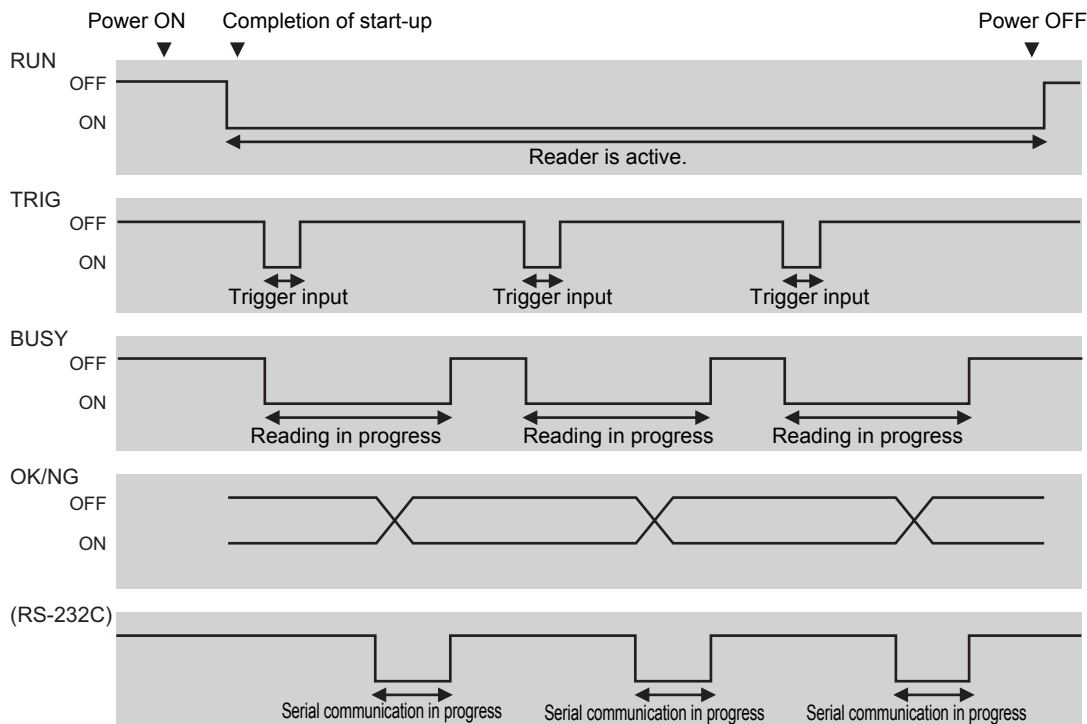 Power ON Completion of start-up Power OFF
RUN
OFF
ON
Reader is active.
TRIG
OFF
ON
Trigger input Trigger input Trigger input
BUSY
OFF
ON
Reading in progress Reading in progress Reading in progress
OK/NG
OFF
ON
(RS-232C)
Serial communication in progress Serial communication in progress Serial communication in progress